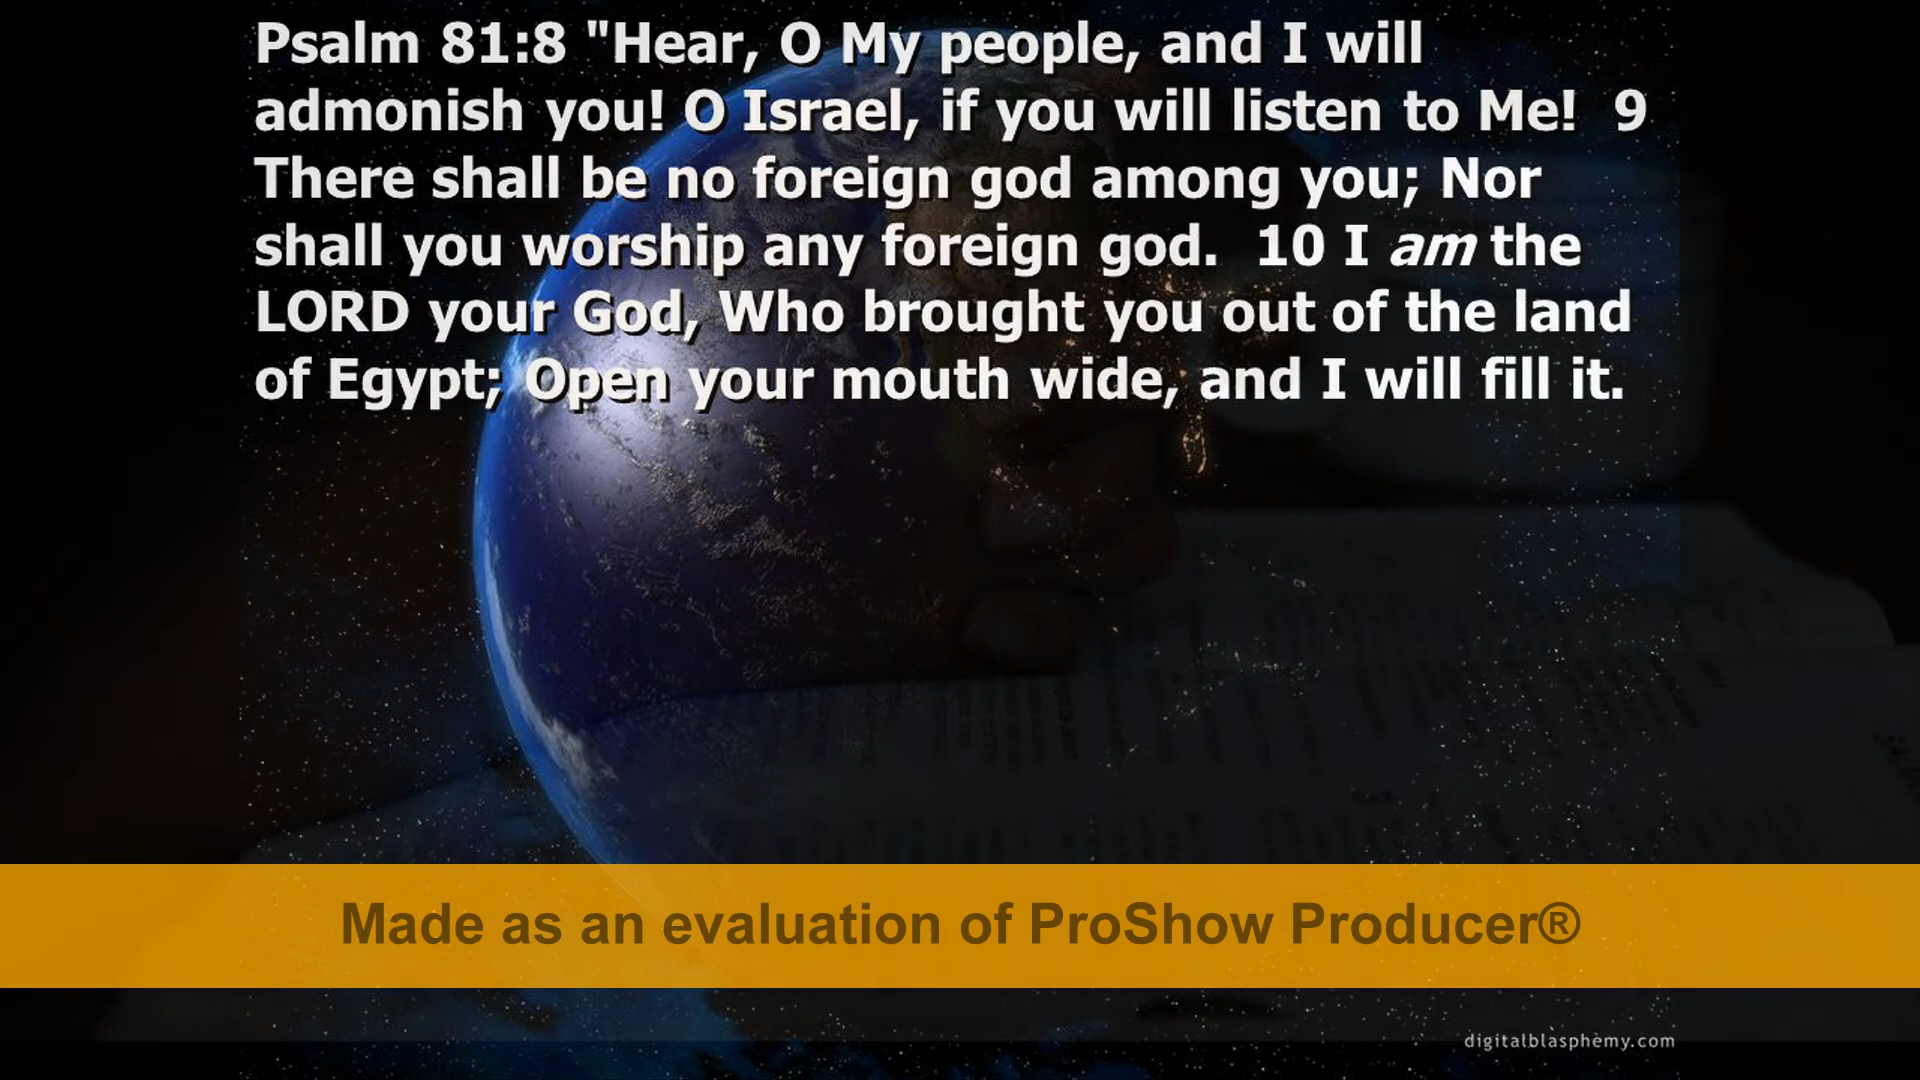 Psalm 81:8 "Hear, O My people, and I will
admonish you! O Israel, if you will listen to Me!  9
There shall be no foreign god among you; Nor
shall you worship any foreign god.  10 I am the
LORD your God, Who brought you out of the land
of Egypt; Open your mouth wide, and I will fill it.
Made as an evaluation of ProShow Producer®
digitalblasphemy.com